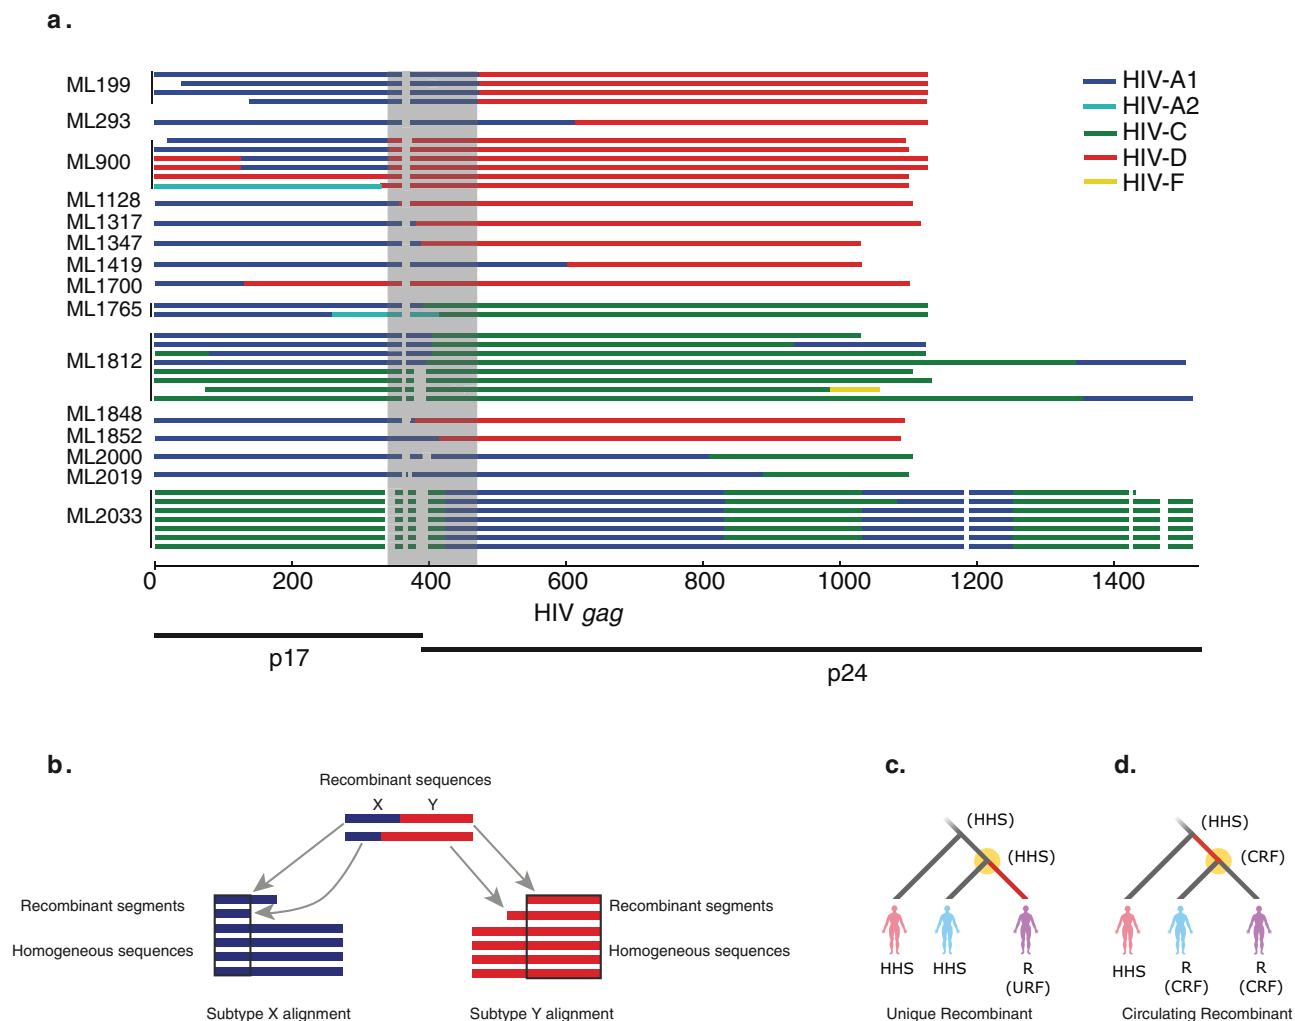 a.
ML199
ML293
ML900
ML1128
ML1317
ML1347
ML1419
ML1700
ML1765
ML1812
ML1848
ML1852
ML2000
ML2019
ML2033
HIV-A1
HIV-A2
HIV-C
HIV-D
HIV-F
0 200 400 600 800 1000 1200 1400
HIV gag
p17
p24
b.
Recombinant sequences
X Y
Recombinant segments
Homogeneous sequences
Recombinant segments
Homogeneous sequences
Subtype X alignment
Subtype Y alignment
c.
(HHS)
(HHS)
HHS HHS R
(URF)
Unique Recombinant
d.
(HHS)
(CRF)
HHS R R
(CRF) (CRF)
Circulating Recombinant